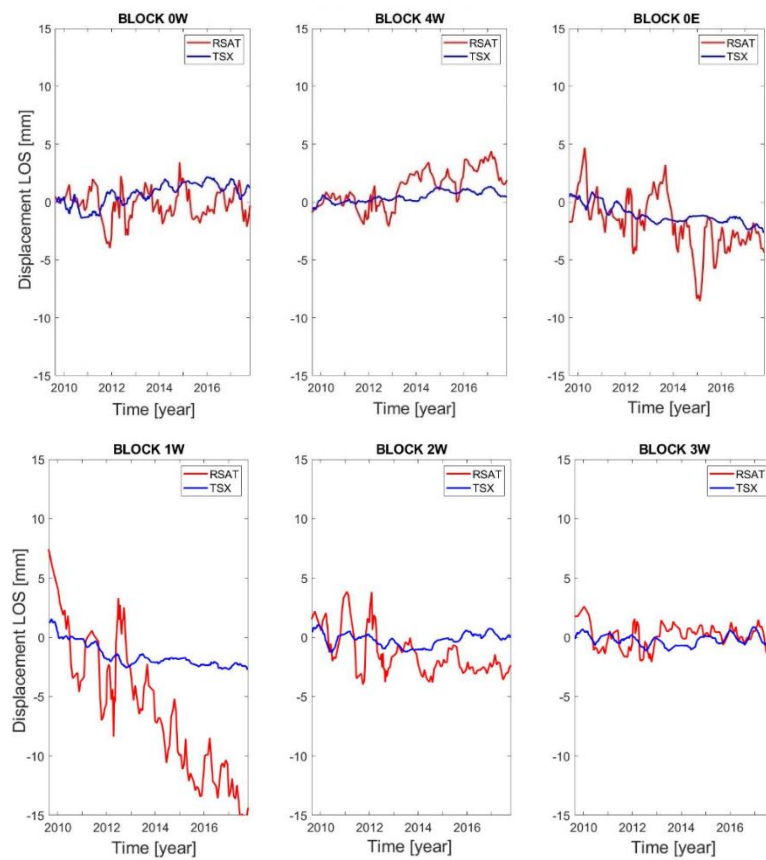 BLOCK 0W
15
10
5
0
-5
-10
-15
Displacement LOS [mm]
RSAT
TSX
2010 2012 2014 2016
Time [year]
BLOCK 4W
15
10
5
0
-5
-10
-15
RSAT
TSX
2010 2012 2014 2016
Time [year]
BLOCK 0E
15
10
5
0
-5
-10
-15
RSAT
TSX
2010 2012 2014 2016
Time [year]
BLOCK 1W
15
10
5
0
-5
-10
-15
Displacement LOS [mm]
RSAT
TSX
2010 2012 2014 2016
Time [year]
BLOCK 2W
15
10
5
0
-5
-10
-15
RSAT
TSX
2010 2012 2014 2016
Time [year]
BLOCK 3W
15
10
5
0
-5
-10
-15
RSAT
TSX
2010 2012 2014 2016
Time [year]